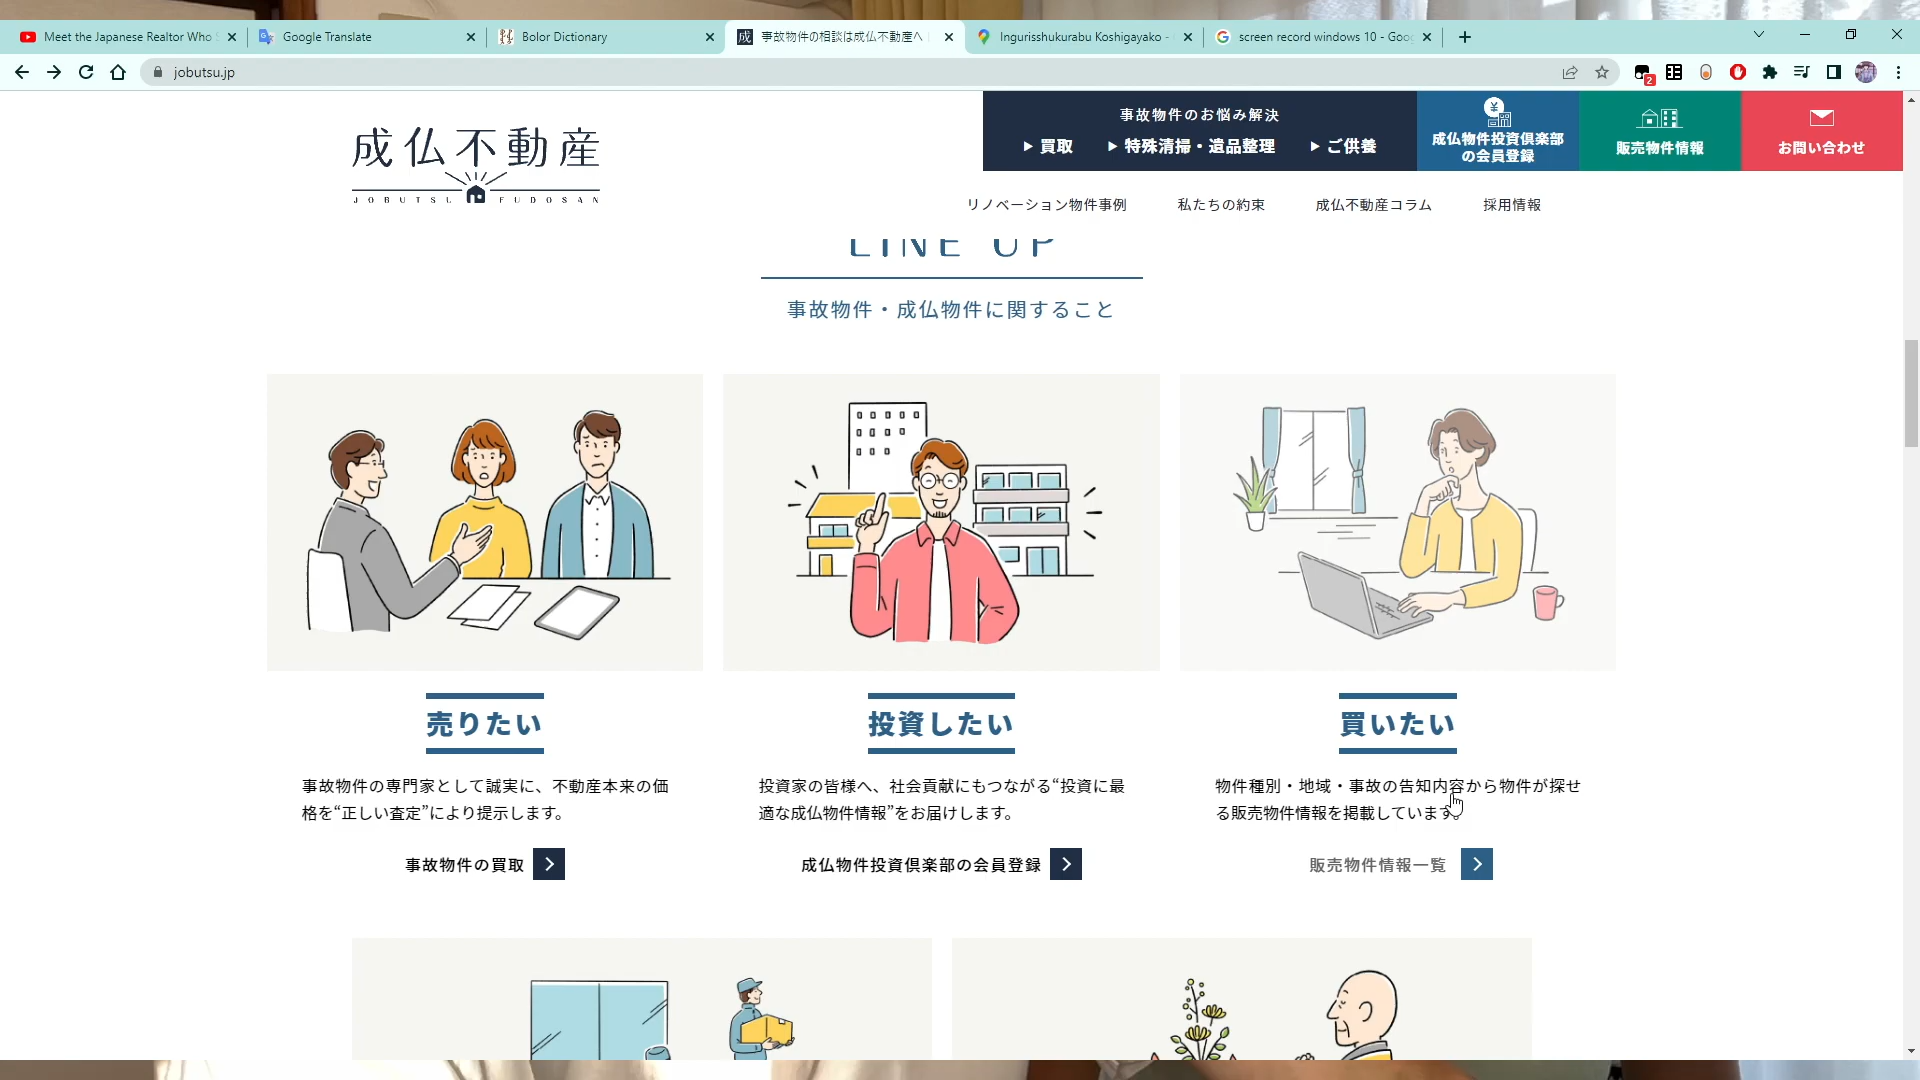 Meet the Japanese Realtor Who
Google Translate
Bolor Dictionary
事故物件の相談は成仏不動産へ
Ingurisshukurabu Koshigayako -
screen record windows 10 - Goog
jobutsu.jp
2
成仏不動産
JOBUTSU FUDOSAN
事故物件のお悩み解決
買取
特殊清掃・遺品整理
ご供養
成仏物件投資倶楽部
の会員登録
販売物件情報
お問い合わせ
リノベーション物件事例
私たちの約束
成仏不動産コラム
採用情報
LINE UP
事故物件・成仏物件に関すること
売りたい
事故物件の専門家として誠実に、不動産本来の価
格を“正しい査定”により提示します。
事故物件の買取
投資したい
投資家の皆様へ、社会貢献にもつながる“投資に最
適な成仏物件情報”をお届けします。
成仏物件投資倶楽部の会員登録
買いたい
物件種別・地域・事故の告知内容から物件が探せ
る販売物件情報を掲載しています。
販売物件情報一覧